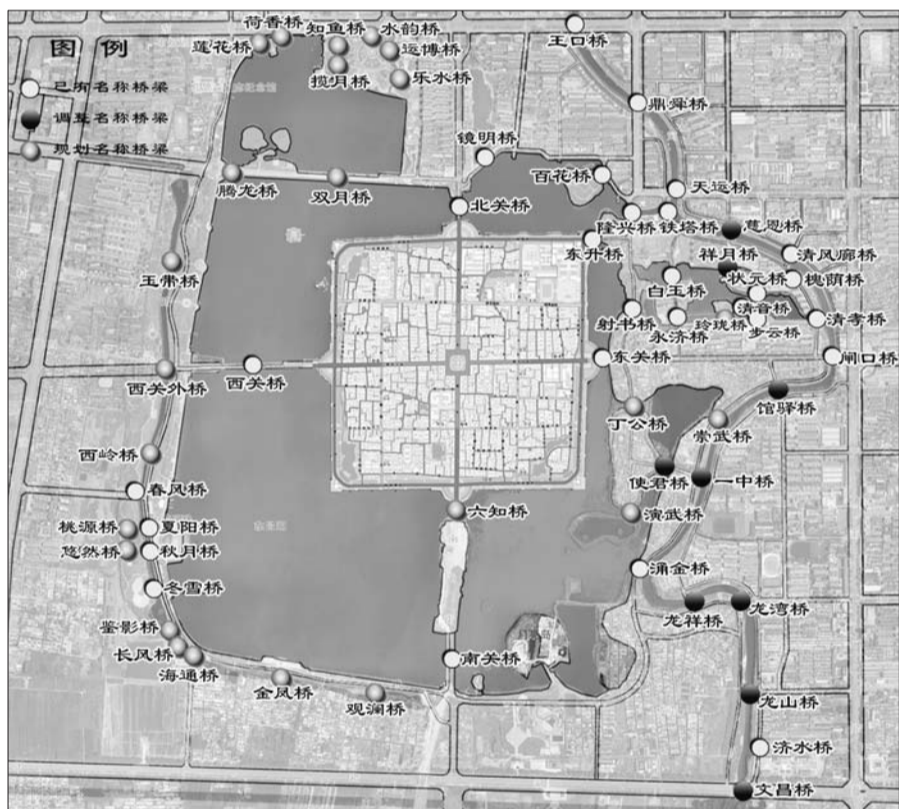 图 例
已有名称桥梁
调整名称桥梁
规划名称桥梁
荷香桥
知鱼桥
水韵桥
莲花桥
运博桥
揽月桥
乐水桥
王口桥
鼎舜桥
镜明桥
百花桥
天运桥
腾龙桥
双月桥
北关桥
隆兴桥
铁塔桥
慈恩桥
东升桥
祥月桥
清风廊桥
玉带桥
白玉桥
状元桥
槐荫桥
射书桥
永济桥
玲珑桥
清音桥
步云桥
清孝桥
西关外桥
西关桥
东关桥
闸口桥
馆驿桥
丁公桥
崇武桥
西岭桥
使君桥
一中桥
春风桥
六知桥
演武桥
桃源桥
夏阳桥
悠然桥
秋月桥
涌金桥
冬雪桥
龙祥桥
龙湾桥
鉴影桥
长风桥
海通桥
南关桥
金凤桥
观澜桥
龙山桥
济水桥
文昌桥